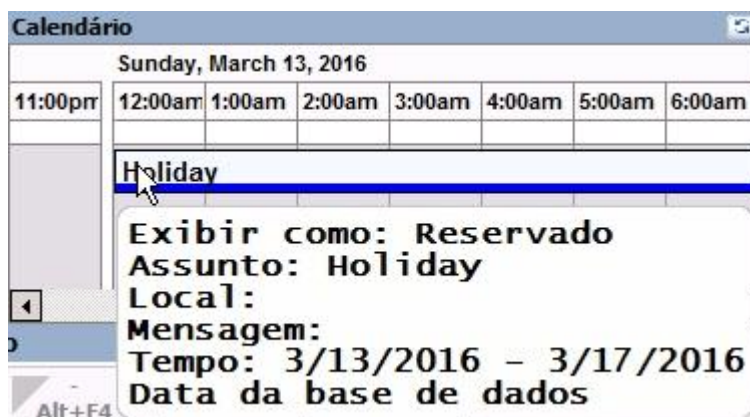 Calendário
Sunday, March 13, 2016
11:00pm 12:00am 1:00am 2:00am 3:00am 4:00am 5:00am 6:00am
Holiday
Exibir como: Reservado
Assunto: Holiday
Local:
Mensagem:
Tempo: 3/13/2016 - 3/17/2016
Data da base de dados
Alt+F4